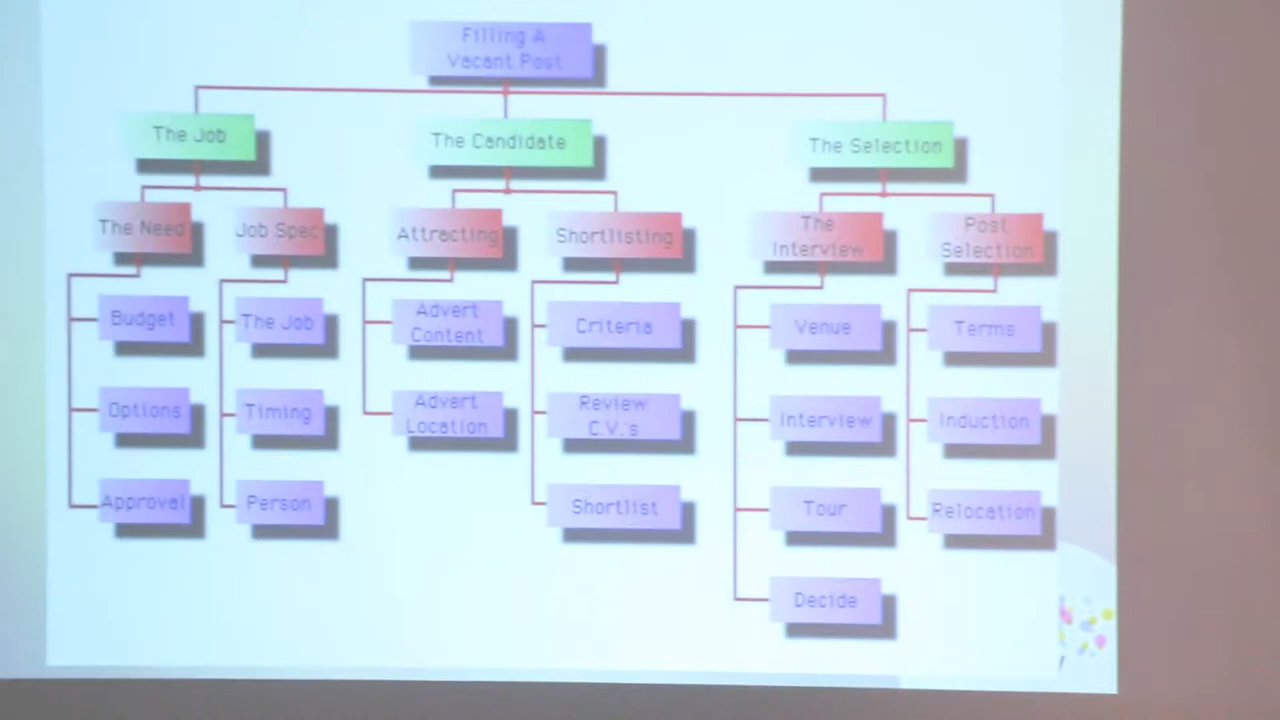 Filling A
Vacant Post
The Job
The Candidate
The Selection
The Need
Job Spec
Attracting
Shortlisting
The
Interview
Post
Selection
Budget
The Job
Advert
Content
Criteria
Venue
Terms
Options
Timing
Advert
Location
Review
C.V.'s
Interview
Induction
Approval
Person
Shortlist
Tour
Relocation
Decide